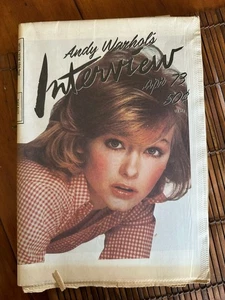 Andy Warhol's
Interview
Apr 73
50¢